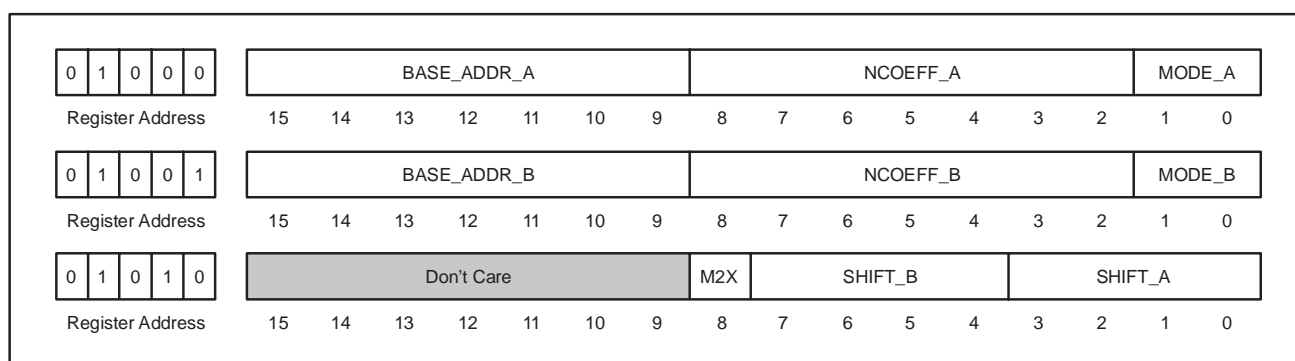 0 1 0 0 0 BASE_ADDR_A NCOEFF_A MODE_A
Register Address 15 14 13 12 11 10 9 8 7 6 5 4 3 2 1 0
0 1 0 0 1 BASE_ADDR_B NCOEFF_B MODE_B
Register Address 15 14 13 12 11 10 9 8 7 6 5 4 3 2 1 0
0 1 0 1 0 Don't Care M2X SHIFT_B SHIFT_A
Register Address 15 14 13 12 11 10 9 8 7 6 5 4 3 2 1 0